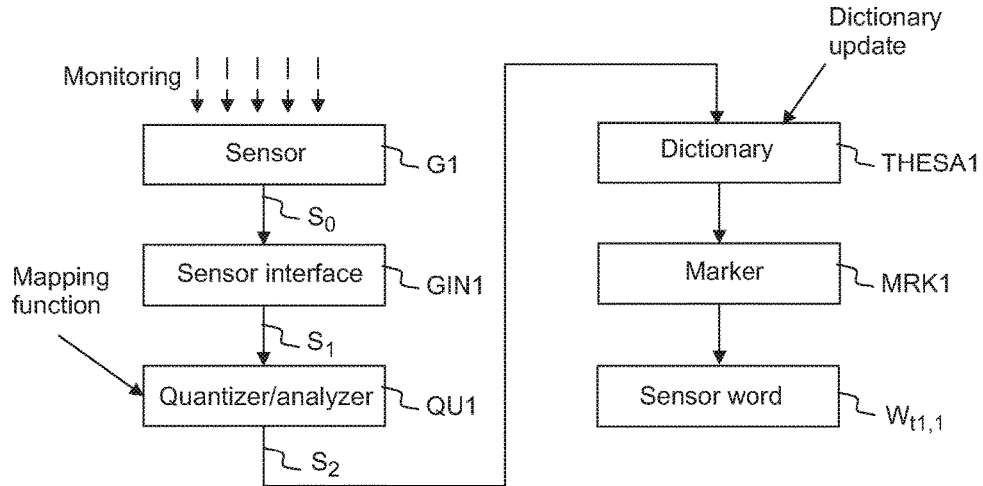 Monitoring
Sensor
G1
S0
Sensor interface
GIN1
Mapping
function
S1
Quantizer/analyzer
QU1
S2
Dictionary
update
Dictionary
THESA1
Marker
MRK1
Sensor word
Wt1,1